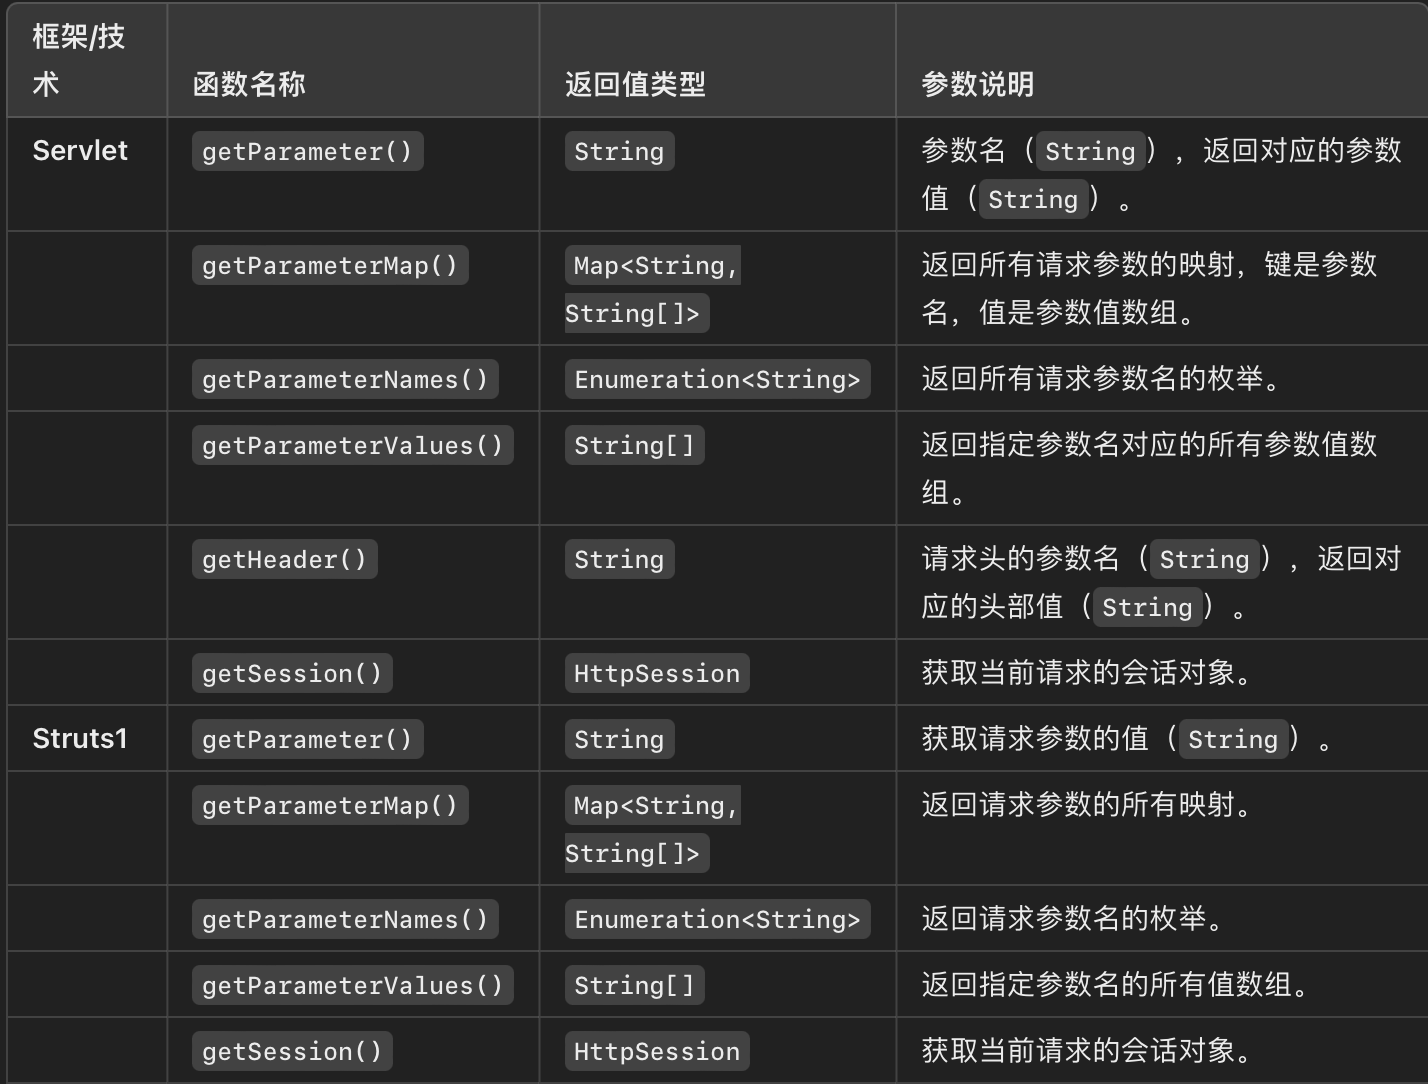 框架/技
术
函数名称
返回值类型
参数说明
Servlet
getParameter()
String
参数名（String），返回对应的参数
值（String）。
getParameterMap()
Map<String,
String[]>
返回所有请求参数的映射，键是参数
名，值是参数值数组。
getParameterNames()
Enumeration<String>
返回所有请求参数名的枚举。
getParameterValues()
String[]
返回指定参数名对应的所有参数值数
组。
getHeader()
String
请求头的参数名（String），返回对
应的头部值（String）。
getSession()
HttpSession
获取当前请求的会话对象。
Struts1
getParameter()
String
获取请求参数的值（String）。
getParameterMap()
Map<String,
String[]>
返回请求参数的所有映射。
getParameterNames()
Enumeration<String>
返回请求参数名的枚举。
getParameterValues()
String[]
返回指定参数名的所有值数组。
getSession()
HttpSession
获取当前请求的会话对象。